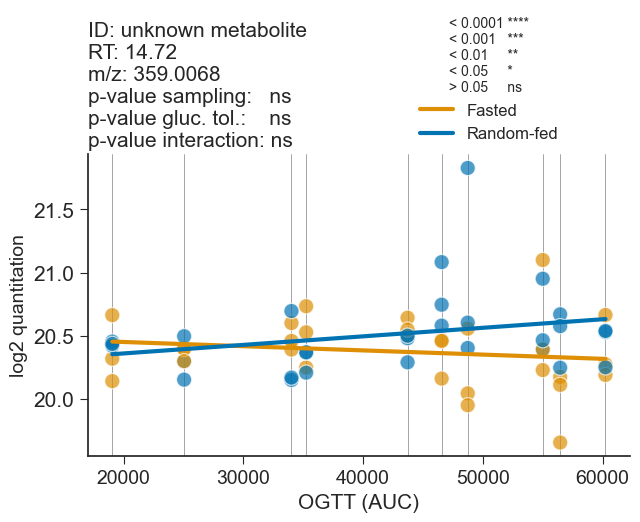 ID: unknown metabolite
RT: 14.72
m/z: 359.0068
p-value sampling: ns
p-value gluc. tol.: ns
p-value interaction: ns
< 0.0001 ****
< 0.001 ***
< 0.01 **
< 0.05 *
> 0.05 ns
Fasted
Random-fed
log2 quantitation
21.5
21.0
20.5
20.0
20000 30000 40000 50000 60000
OGTT (AUC)